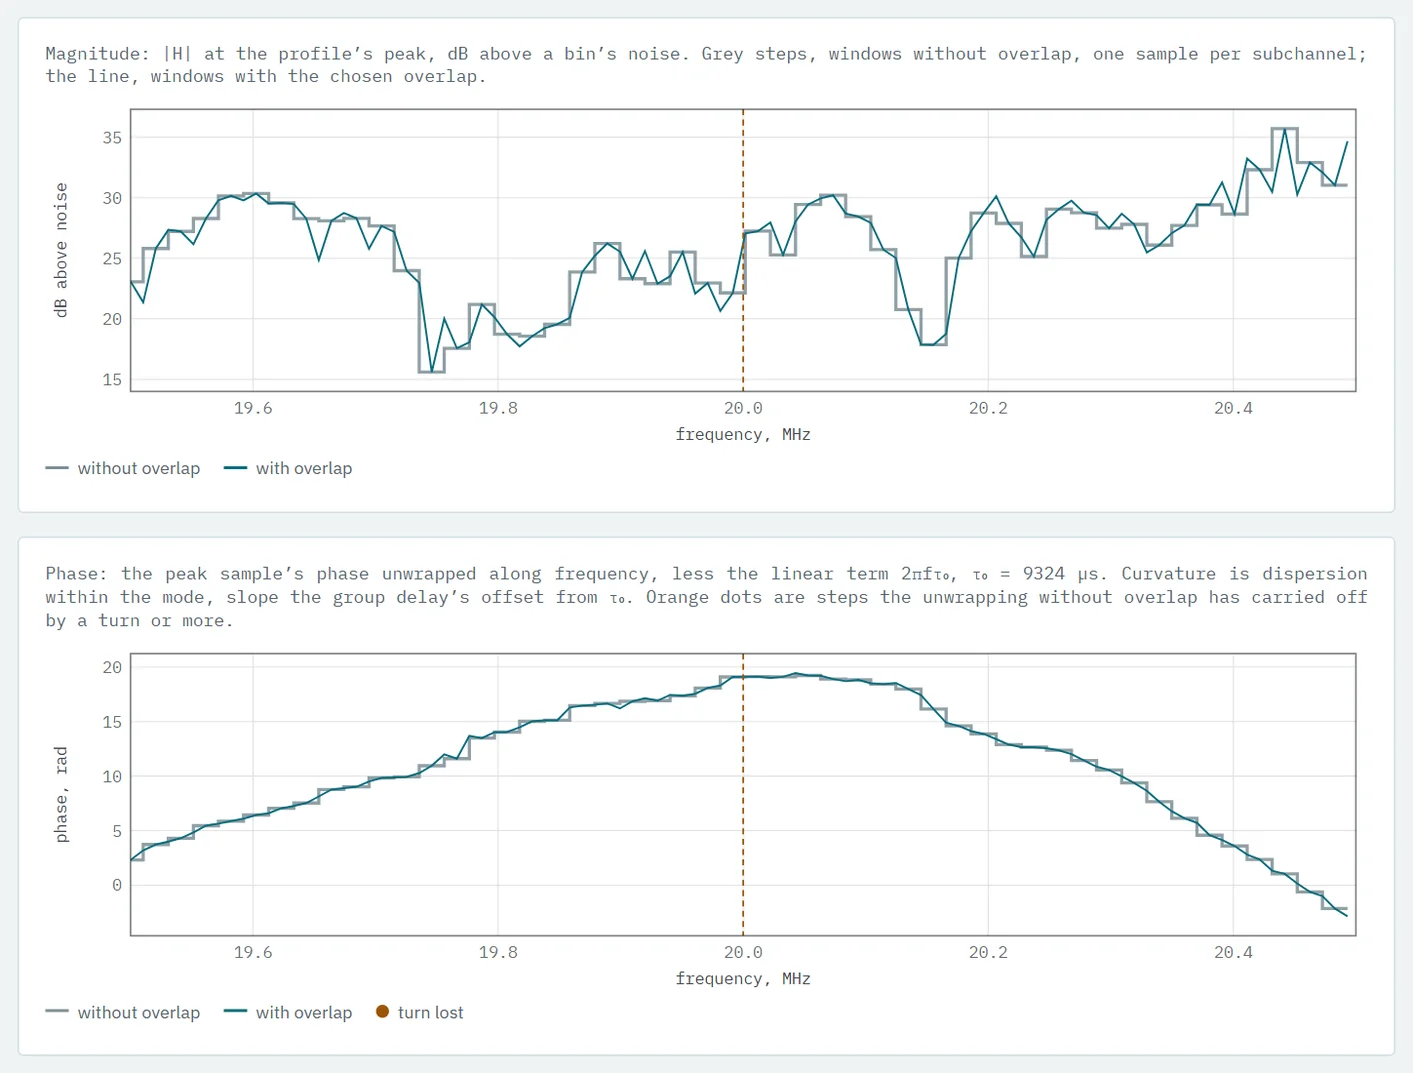 Magnitude: |H| at the profile’s peak, dB above a bin’s noise. Grey steps, windows without overlap, one sample per subchannel;
the line, windows with the chosen overlap.
35
30
25
20
15
dB above noise
19.6 19.8 20.0 20.2 20.4
frequency, MHz
without overlap with overlap
Phase: the peak sample’s phase unwrapped along frequency, less the linear term 2πfτ₀, τ₀ = 9324 µs. Curvature is dispersion
within the mode, slope the group delay’s offset from τ₀. Orange dots are steps the unwrapping without overlap has carried off
by a turn or more.
20
15
10
5
0
phase, rad
19.6 19.8 20.0 20.2 20.4
frequency, MHz
without overlap with overlap turn lost